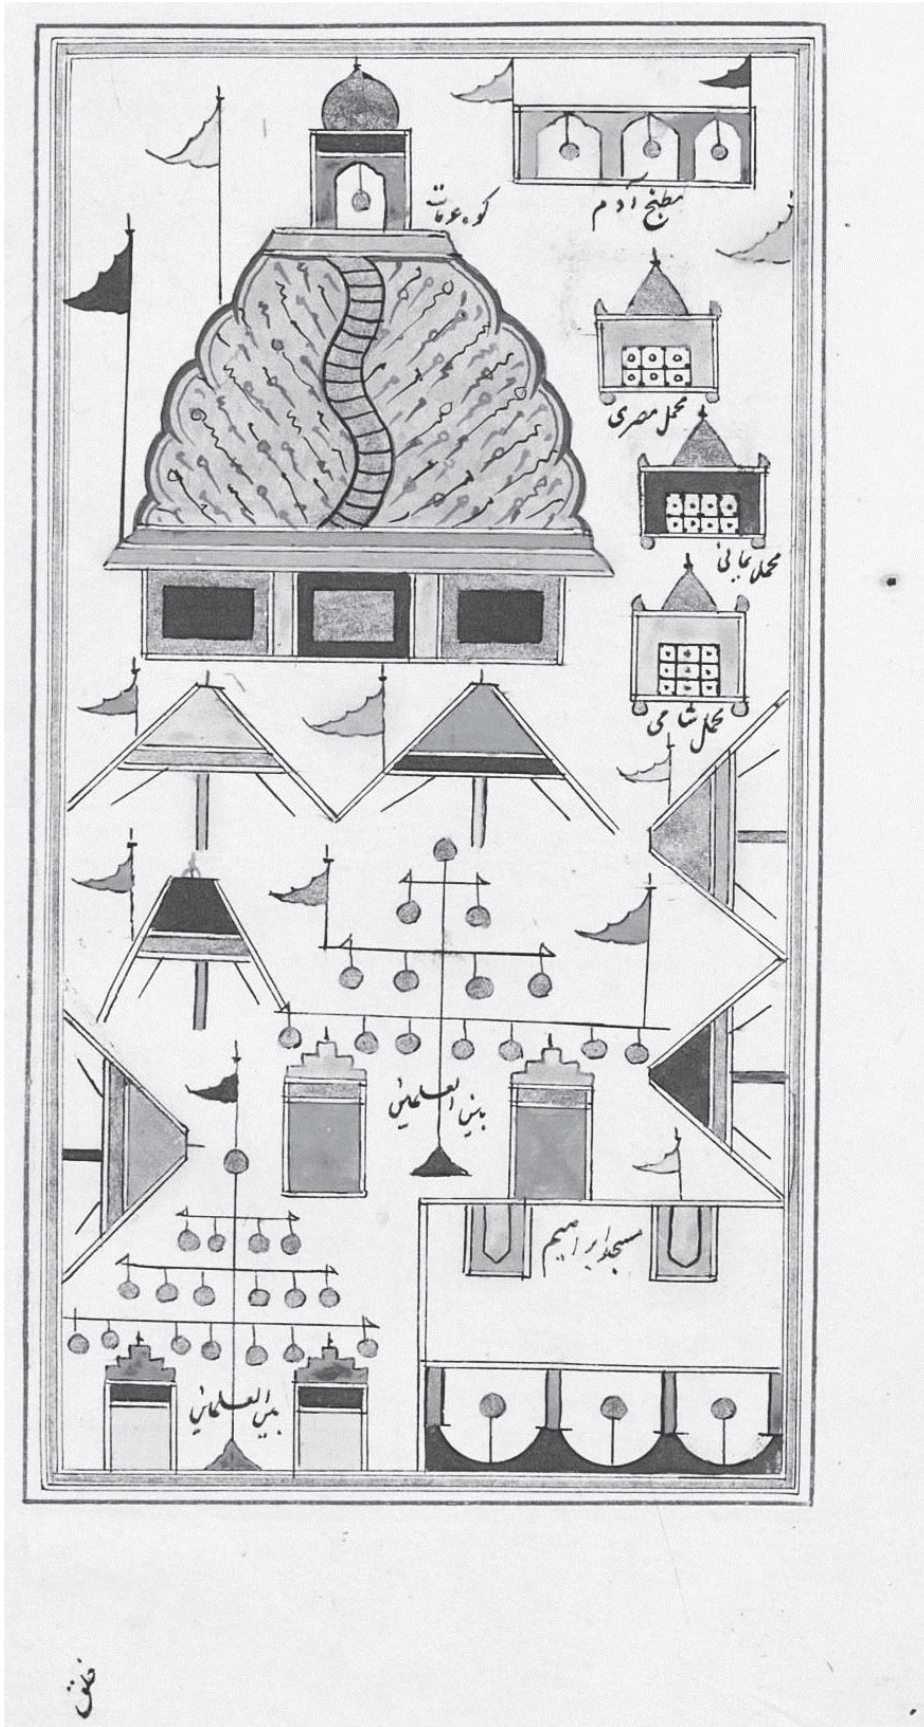 مطبخ آدم
کوه عرفات
محمل مصری
محمل یمانی
محمل شامی
بین العلمین
مسجد ابراهیم
بین العلمین